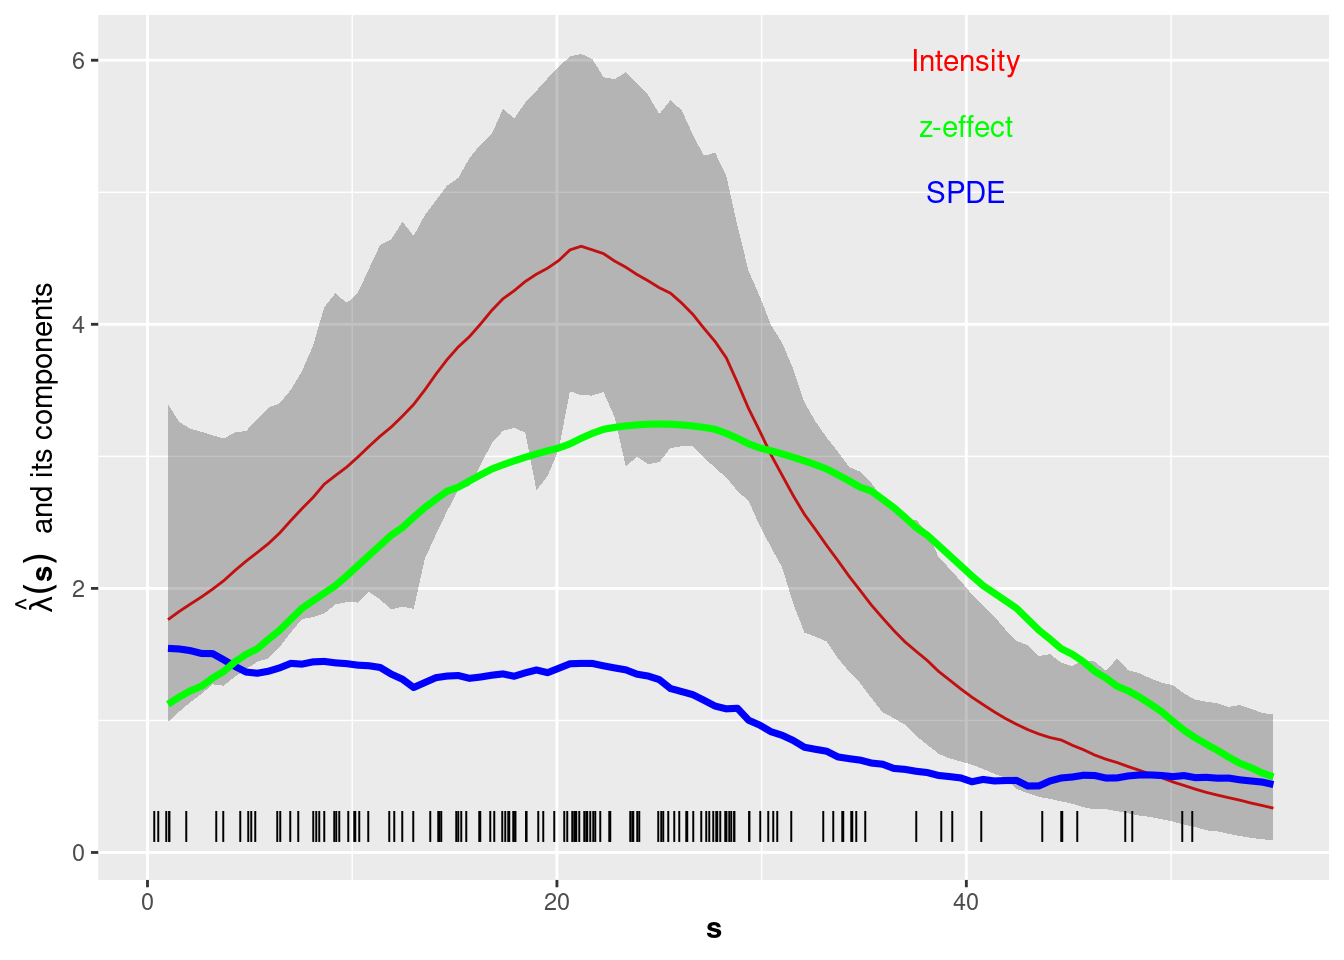 Intensity
z-effect
SPDE
6
4
2
0
λ̂(s) and its components
0 20 40
s